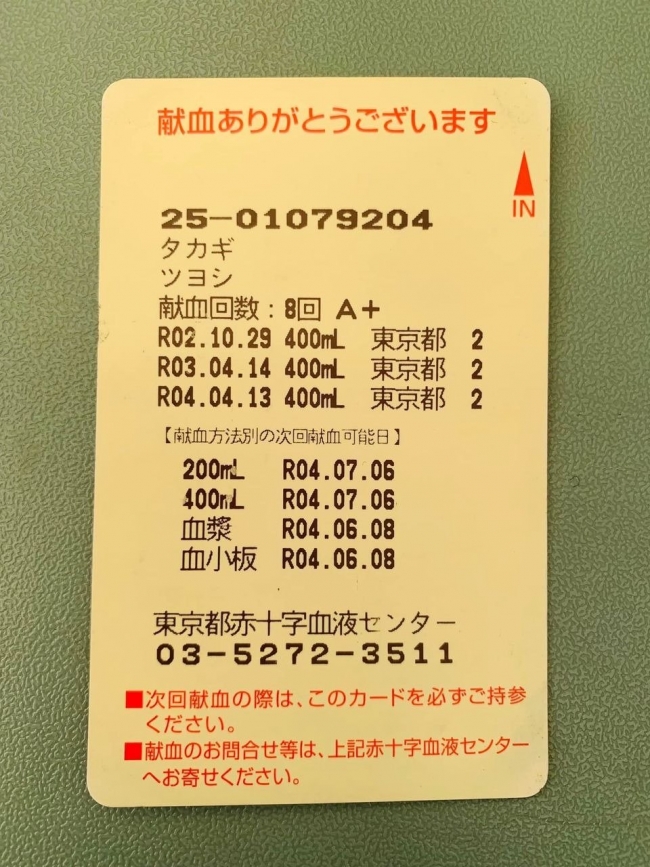 献血ありがとうございます
IN
25-01079204
タカギ
ツヨシ
献血回数：8回 A+
R02.10.29 400mL 東京都 2
R03.04.14 400mL 東京都 2
R04.04.13 400mL 東京都 2
【献血方法別の次回献血可能日】
200mL R04.07.06
400mL R04.07.06
血漿 R04.06.08
血小板 R04.06.08
東京都赤十字血液センター
03-5272-3511
■次回献血の際は、このカードを必ずご持参
ください。
■献血のお問合せ等は、上記赤十字血液センター
へお寄せください。